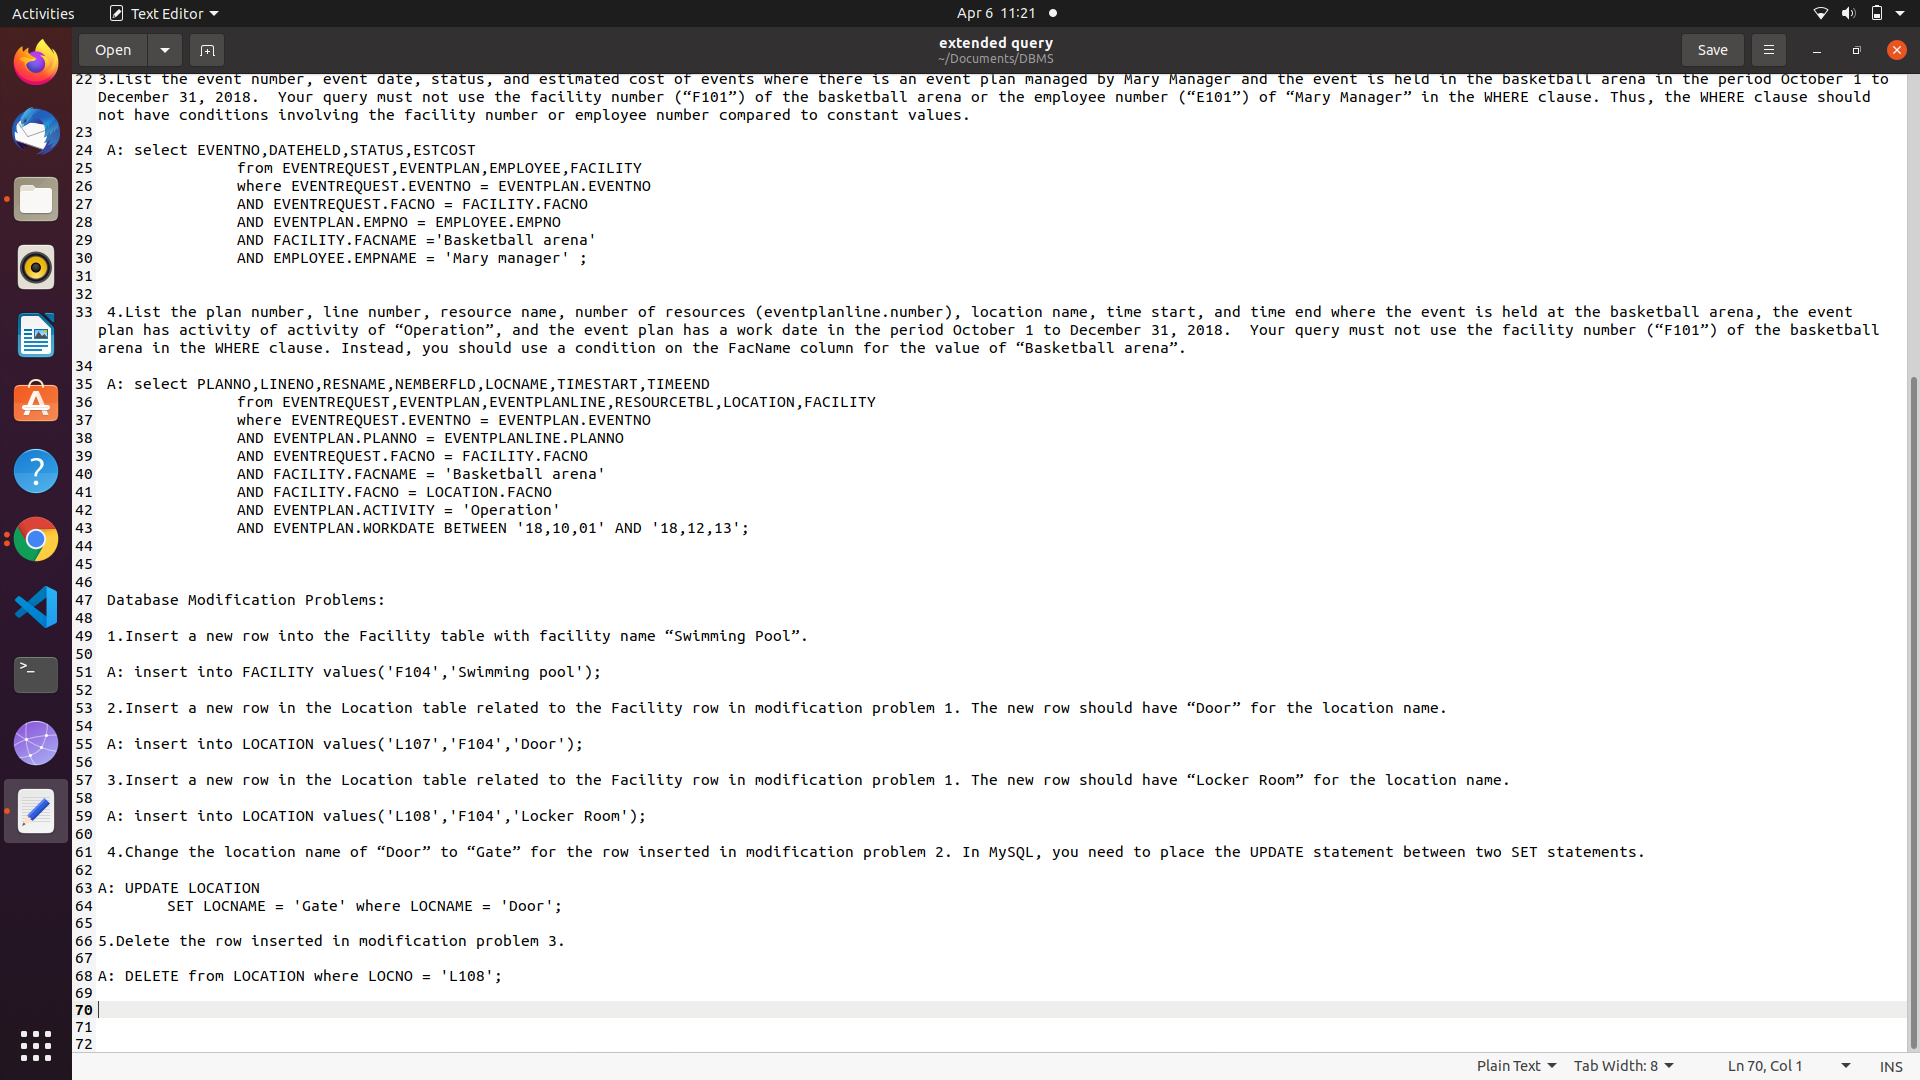 Activities Text Editor Apr 6 11:21
Open extended query Save
~/Documents/DBMS
22 3.List the event number, event date, status, and estimated cost of events where there is an event plan managed by Mary Manager and the event is held in the basketball arena in the period October 1 to
December 31, 2018.  Your query must not use the facility number (“F101”) of the basketball arena or the employee number (“E101”) of “Mary Manager” in the WHERE clause. Thus, the WHERE clause should
not have conditions involving the facility number or employee number compared to constant values.
23
24 A: select EVENTNO,DATEHELD,STATUS,ESTCOST
25 from EVENTREQUEST,EVENTPLAN,EMPLOYEE,FACILITY
26 where EVENTREQUEST.EVENTNO = EVENTPLAN.EVENTNO
27 AND EVENTREQUEST.FACNO = FACILITY.FACNO
28 AND EVENTPLAN.EMPNO = EMPLOYEE.EMPNO
29 AND FACILITY.FACNAME ='Basketball arena'
30 AND EMPLOYEE.EMPNAME = 'Mary manager' ;
31
32
33 4.List the plan number, line number, resource name, number of resources (eventplanline.number), location name, time start, and time end where the event is held at the basketball arena, the event
plan has activity of activity of “Operation”, and the event plan has a work date in the period October 1 to December 31, 2018.  Your query must not use the facility number (“F101”) of the basketball
arena in the WHERE clause. Instead, you should use a condition on the FacName column for the value of “Basketball arena”.
34
35 A: select PLANNO,LINENO,RESNAME,NEMBERFLD,LOCNAME,TIMESTART,TIMEEND
36 from EVENTREQUEST,EVENTPLAN,EVENTPLANLINE,RESOURCETBL,LOCATION,FACILITY
37 where EVENTREQUEST.EVENTNO = EVENTPLAN.EVENTNO
38 AND EVENTPLAN.PLANNO = EVENTPLANLINE.PLANNO
39 AND EVENTREQUEST.FACNO = FACILITY.FACNO
40 AND FACILITY.FACNAME = 'Basketball arena'
41 AND FACILITY.FACNO = LOCATION.FACNO
42 AND EVENTPLAN.ACTIVITY = 'Operation'
43 AND EVENTPLAN.WORKDATE BETWEEN '18,10,01' AND '18,12,13';
44
45
46
47 Database Modification Problems:
48
49 1.Insert a new row into the Facility table with facility name “Swimming Pool”.
50
51 A: insert into FACILITY values('F104','Swimming pool');
52
53 2.Insert a new row in the Location table related to the Facility row in modification problem 1. The new row should have “Door” for the location name.
54
55 A: insert into LOCATION values('L107','F104','Door');
56
57 3.Insert a new row in the Location table related to the Facility row in modification problem 1. The new row should have “Locker Room” for the location name.
58
59 A: insert into LOCATION values('L108','F104','Locker Room');
60
61 4.Change the location name of “Door” to “Gate” for the row inserted in modification problem 2. In MySQL, you need to place the UPDATE statement between two SET statements.
62
63 A: UPDATE LOCATION
64 SET LOCNAME = 'Gate' where LOCNAME = 'Door';
65
66 5.Delete the row inserted in modification problem 3.
67
68 A: DELETE from LOCATION where LOCNO = 'L108';
69
70
71
72
Plain Text Tab Width: 8 Ln 70, Col 1 INS